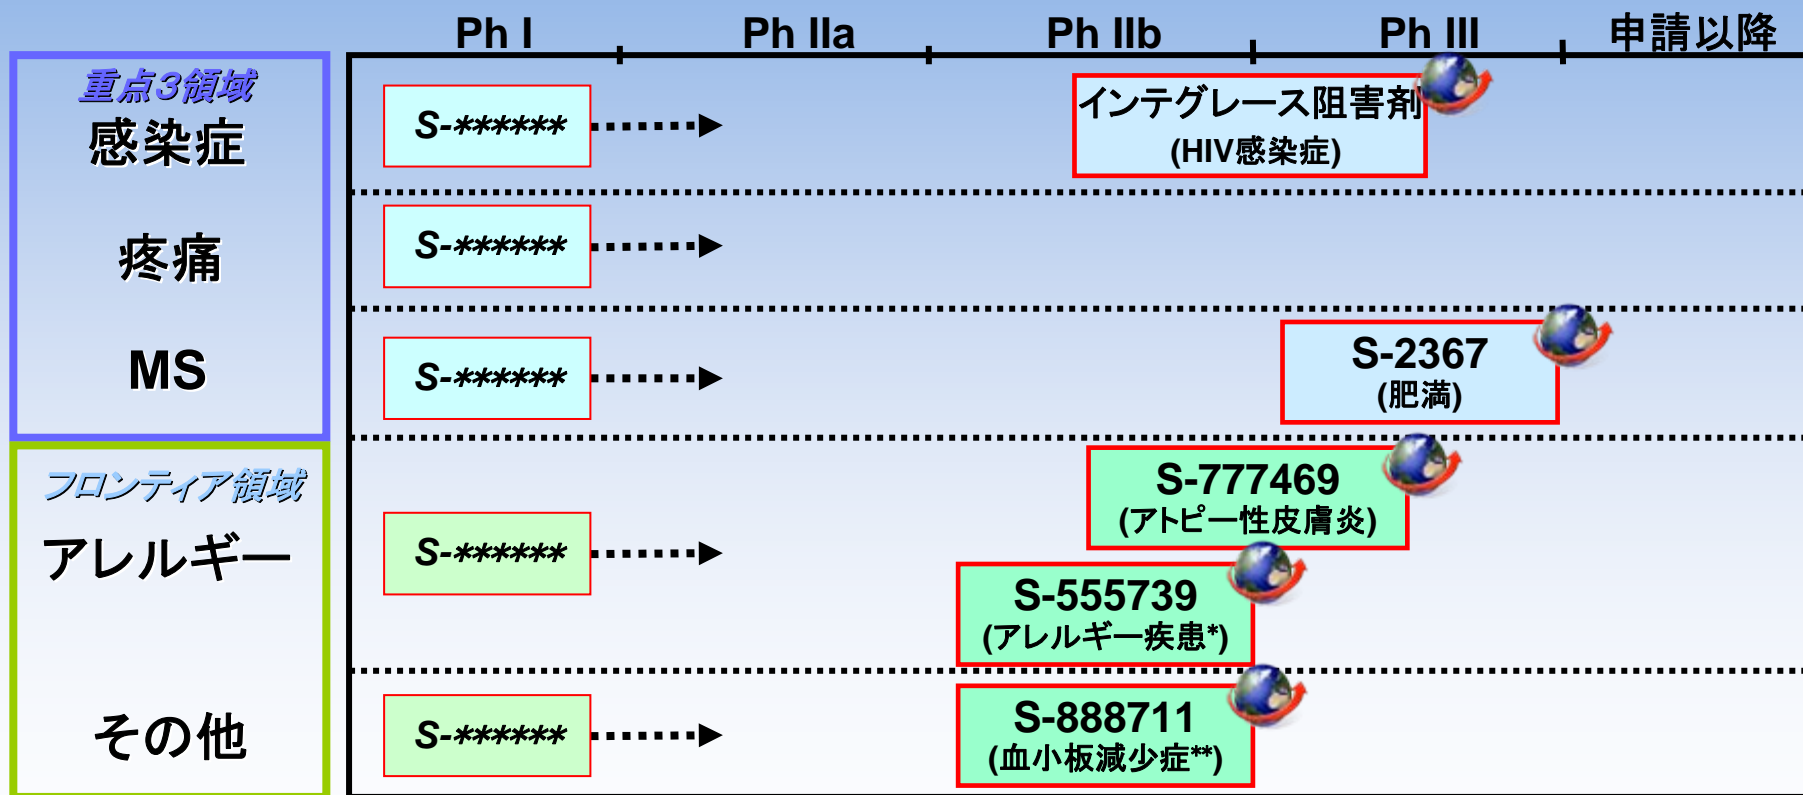 Ph I Ph IIa Ph IIb Ph III 申請以降
重点3領域
感染症
S-******
インテグレース阻害剤
(HIV感染症)
疼痛
S-******
MS
S-******
S-2367
(肥満)
フロンティア領域
アレルギー
S-******
S-777469
(アトピー性皮膚炎)
S-555739
(アレルギー疾患*)
その他
S-******
S-888711
(血小板減少症**)